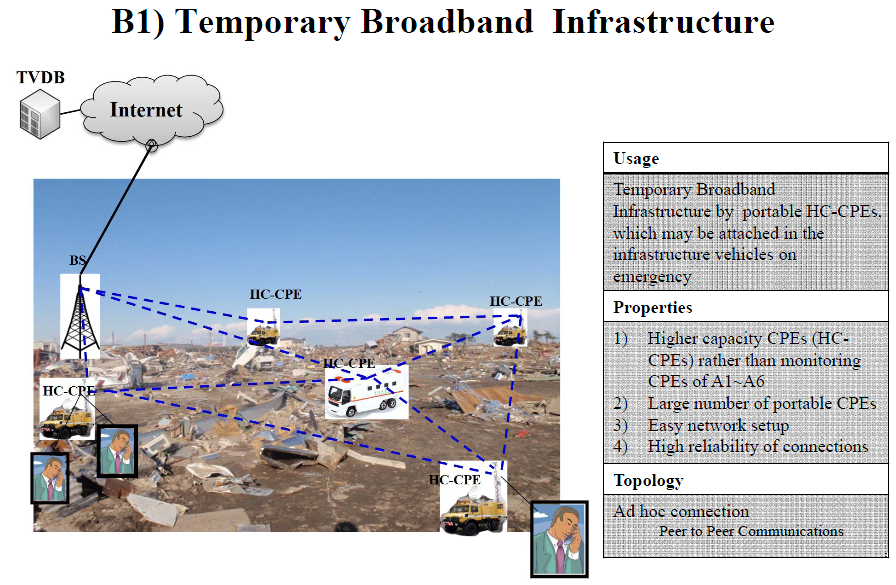 B1) Temporary Broadband  Infrastructure
TVDB
Internet
BS
HC-CPE
HC-CPE
HC-CPE
HC-CPE
HC-CPE
Usage
Temporary Broadband
Infrastructure by  portable HC-CPEs,
which may be attached in the
infrastructure vehicles on
emergency
Properties
1) Higher capacity CPEs (HC-
CPEs) rather than monitoring
CPEs of A1~A6
2) Large number of portable CPEs
3) Easy network setup
4) High reliability of connections
Topology
Ad hoc connection
Peer to Peer Communications